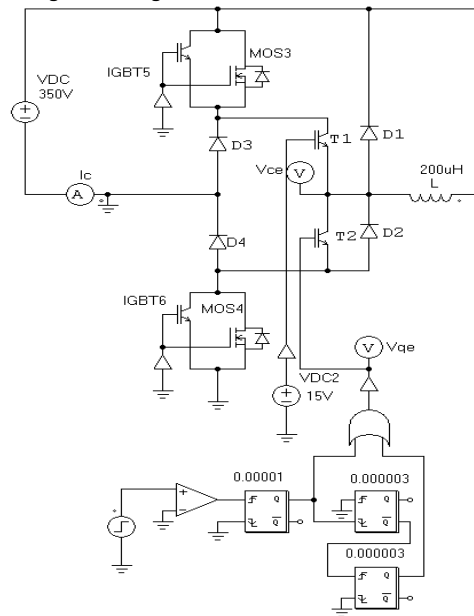 MOS3
IGBT5
VDC
350V
D3
T1
D1
Vce
V
200uH
L
Ic
A
D4
T2
D2
IGBT6
MOS4
V
Vge
VDC2
15V
0.00001
0.000003
Q
Q
Q
Q
0.000003
Q
Q